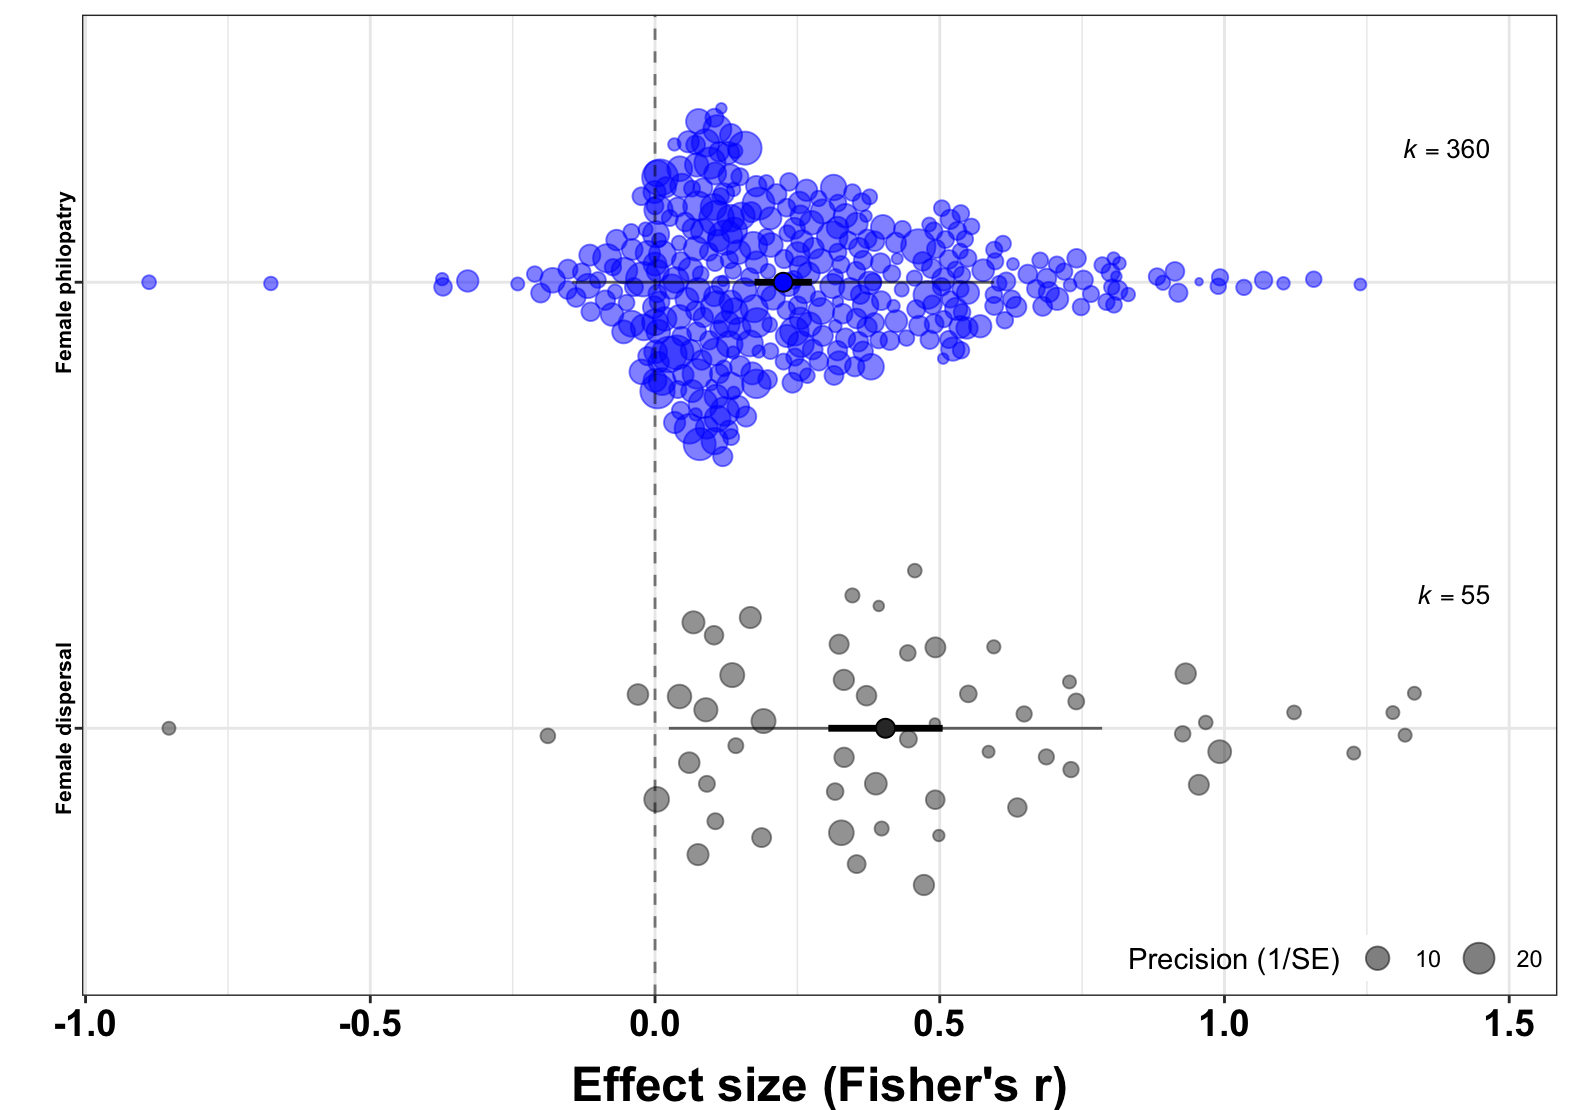 Female philopatry
k = 360
Female dispersal
k = 55
Precision (1/SE) 10 20
-1.0 -0.5 0.0 0.5 1.0 1.5
Effect size (Fisher's r)